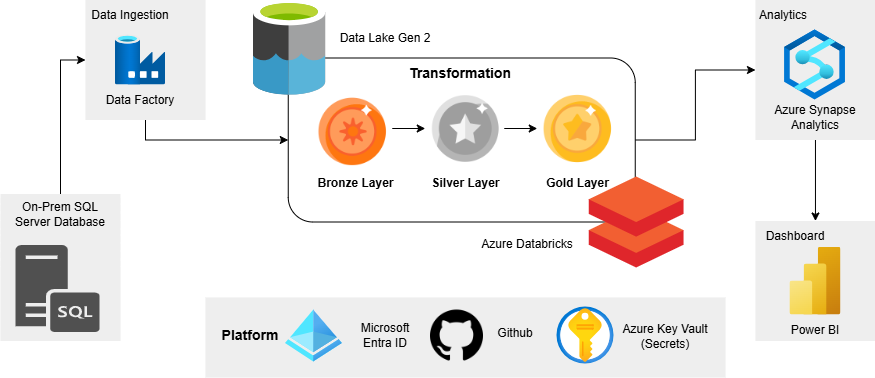 Data Ingestion
Data Factory
On-Prem SQL
Server Database
SQL
Data Lake Gen 2
Transformation
Bronze Layer
Silver Layer
Gold Layer
Azure Databricks
Analytics
Azure Synapse
Analytics
Dashboard
Power BI
Platform
Microsoft
Entra ID
Github
Azure Key Vault
(Secrets)